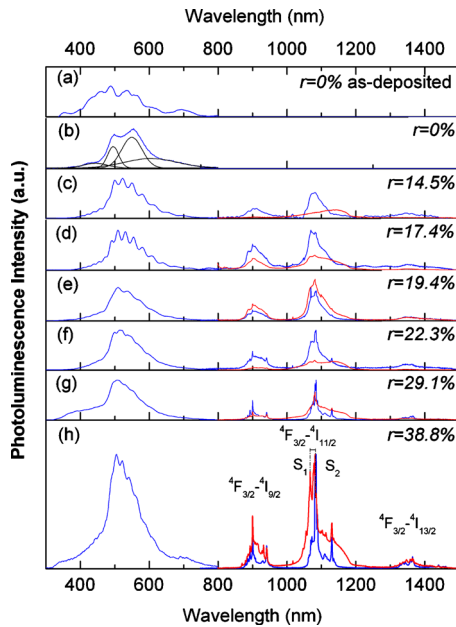 Wavelength (nm)
400 600 800 1000 1200 1400
Photoluminescence Intensity (a.u.)
(a) r=0% as-deposited
(b) r=0%
(c) r=14.5%
(d) r=17.4%
(e) r=19.4%
(f) r=22.3%
(g) r=29.1%
(h) r=38.8%
⁴F₃/₂-⁴I₁₁/₂
S₁ S₂
⁴F₃/₂-⁴I₉/₂
⁴F₃/₂-⁴I₁₃/₂
400 600 800 1000 1200 1400
Wavelength (nm)